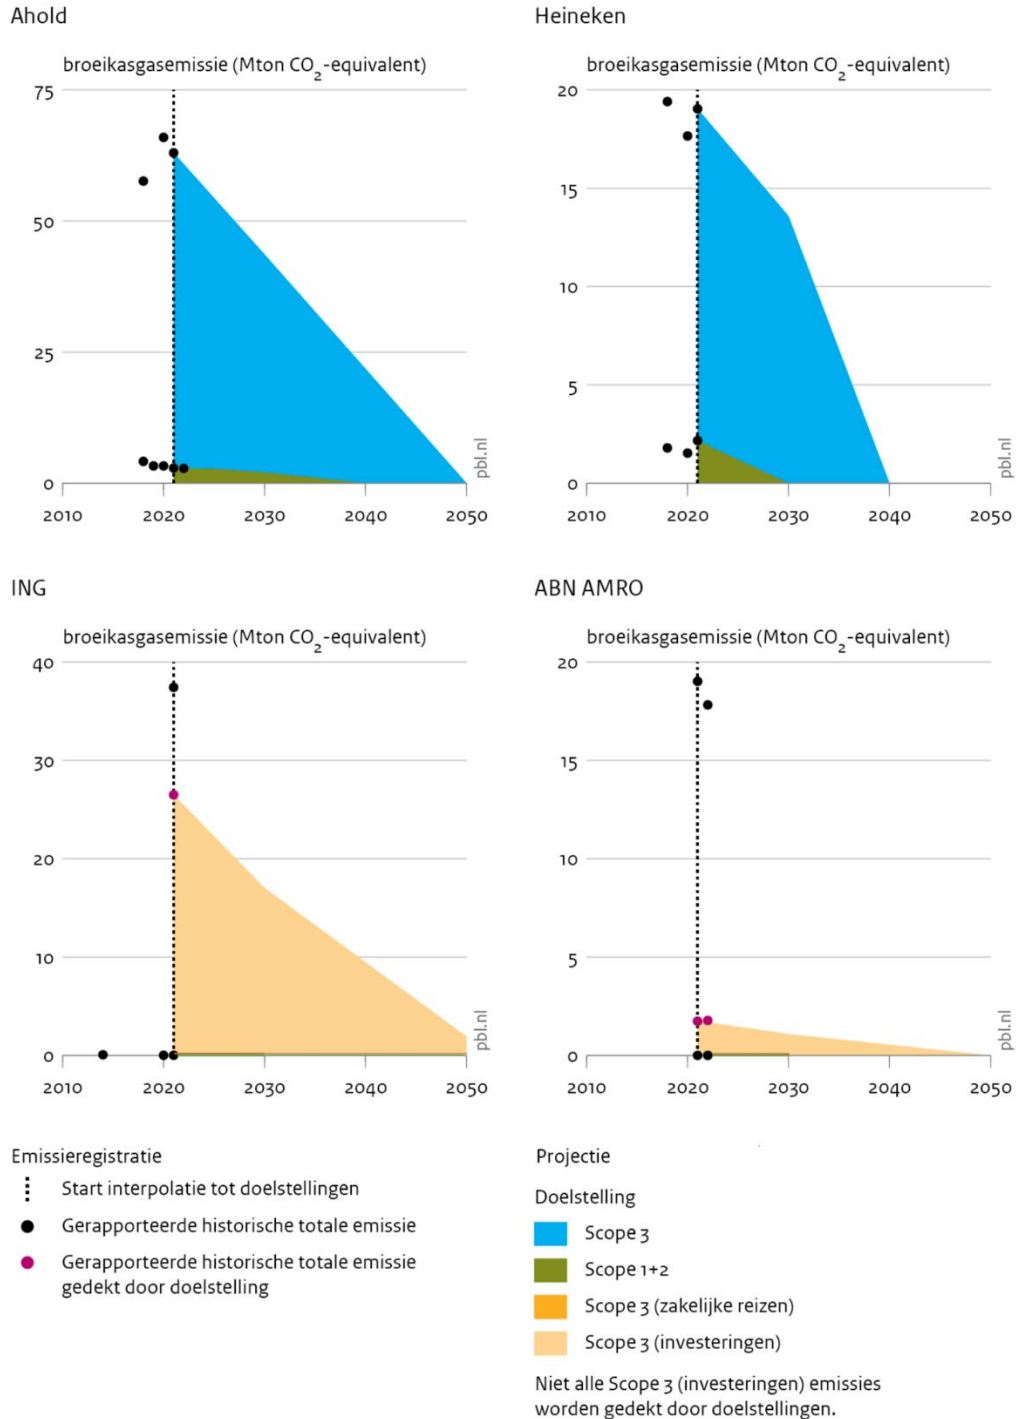 Ahold
broeikasgasemissie (Mton CO₂-equivalent)
75
50
25
0
2010 2020 2030 2040 2050
pbl.nl
Heineken
broeikasgasemissie (Mton CO₂-equivalent)
20
15
10
5
0
2010 2020 2030 2040 2050
pbl.nl
ING
broeikasgasemissie (Mton CO₂-equivalent)
40
30
20
10
0
2010 2020 2030 2040 2050
pbl.nl
ABN AMRO
broeikasgasemissie (Mton CO₂-equivalent)
20
15
10
5
0
2010 2020 2030 2040 2050
pbl.nl
Emissieregistratie
Start interpolatie tot doelstellingen
Gerapporteerde historische totale emissie
Gerapporteerde historische totale emissie
gedekt door doelstelling
Projectie
Doelstelling
Scope 3
Scope 1+2
Scope 3 (zakelijke reizen)
Scope 3 (investeringen)
Niet alle Scope 3 (investeringen) emissies
worden gedekt door doelstellingen.